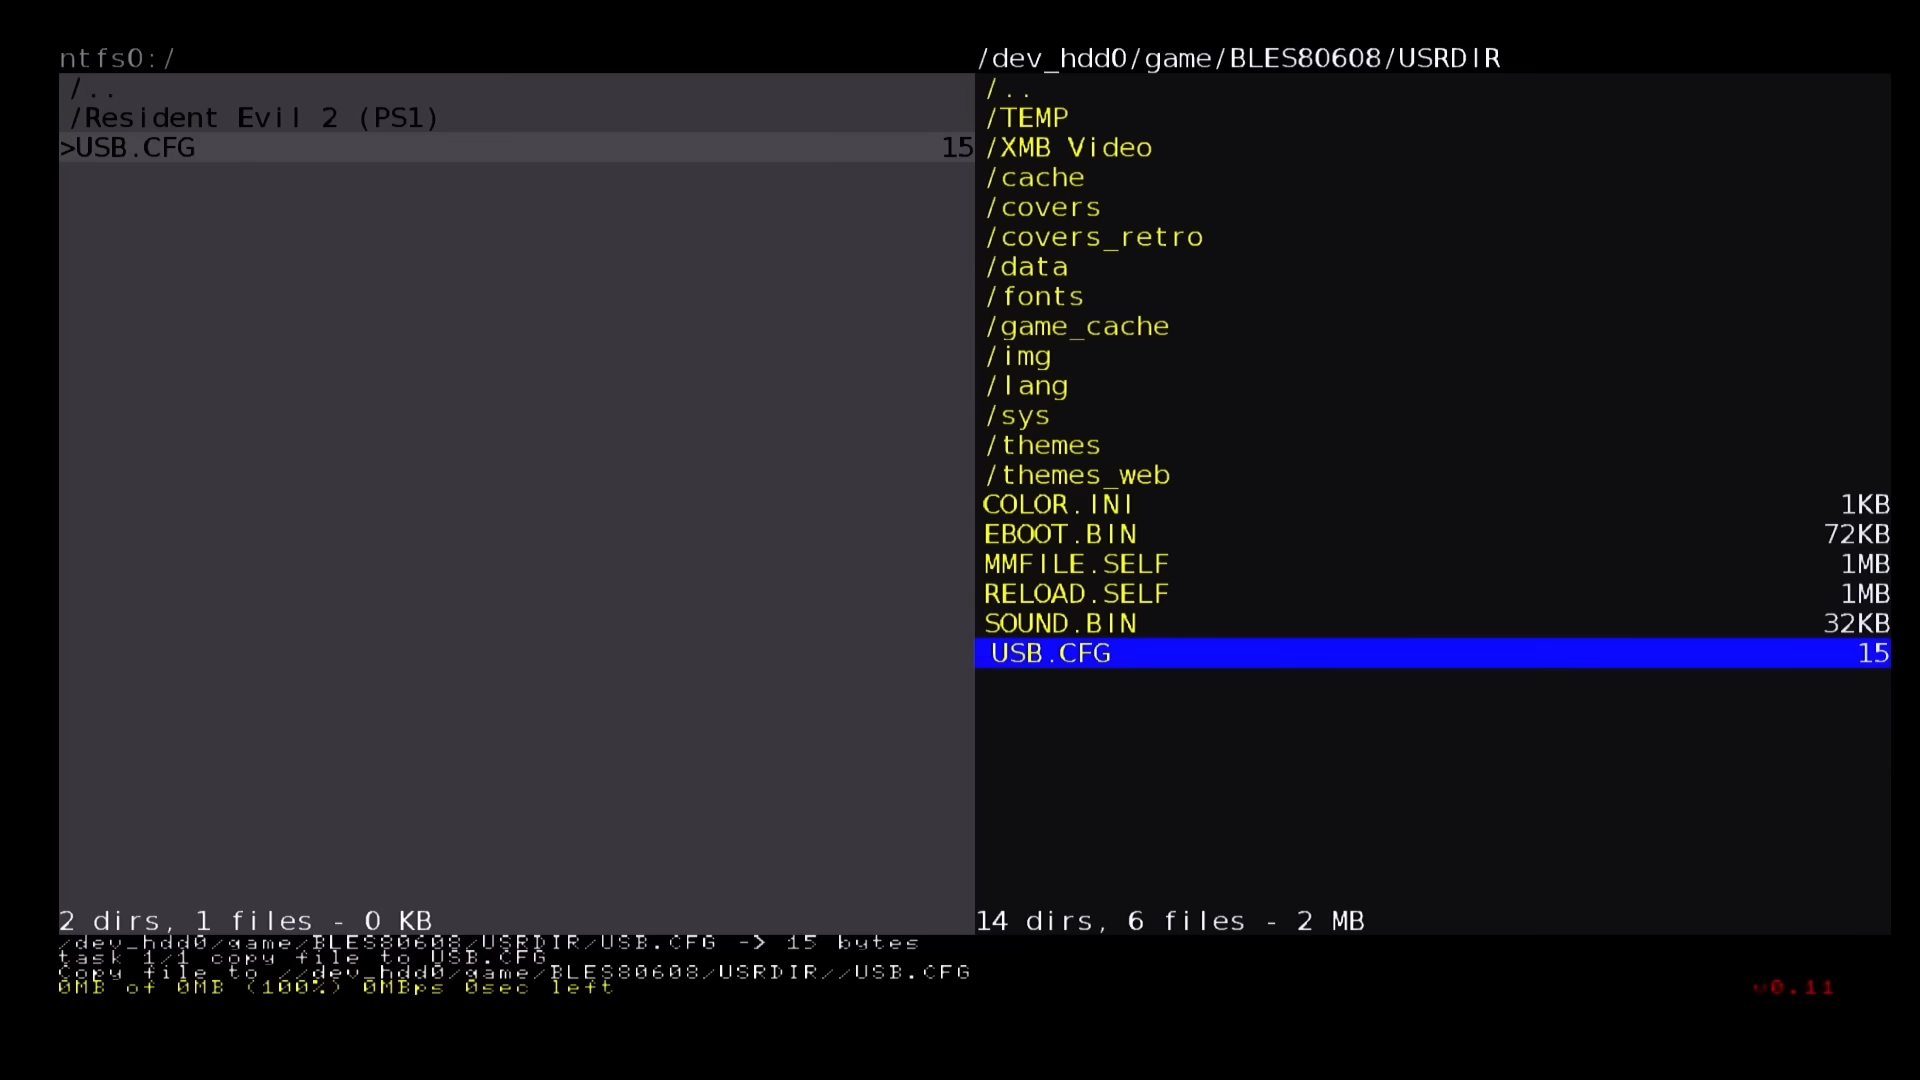 ntfs0:/
/..
/Resident Evil 2 (PS1)
>USB.CFG 15
2 dirs, 1 files - 0 KB
/dev_hdd0/game/BLES80608/USRDIR
/..
/TEMP
/XMB Video
/cache
/covers
/covers_retro
/data
/fonts
/game_cache
/img
/lang
/sys
/themes
/themes_web
COLOR.INI 1KB
EBOOT.BIN 72KB
MMFILE.SELF 1MB
RELOAD.SELF 1MB
SOUND.BIN 32KB
USB.CFG 15
14 dirs, 6 files - 2 MB
/dev_hdd0/game/BLES80608/USRDIR/USB.CFG -> 15 bytes
task 1/1 copy file to USB.CFG
Copy file to //dev_hdd0/game/BLES80608/USRDIR//USB.CFG
0MB of 0MB (100%) 0MBps 0sec left
v0.11